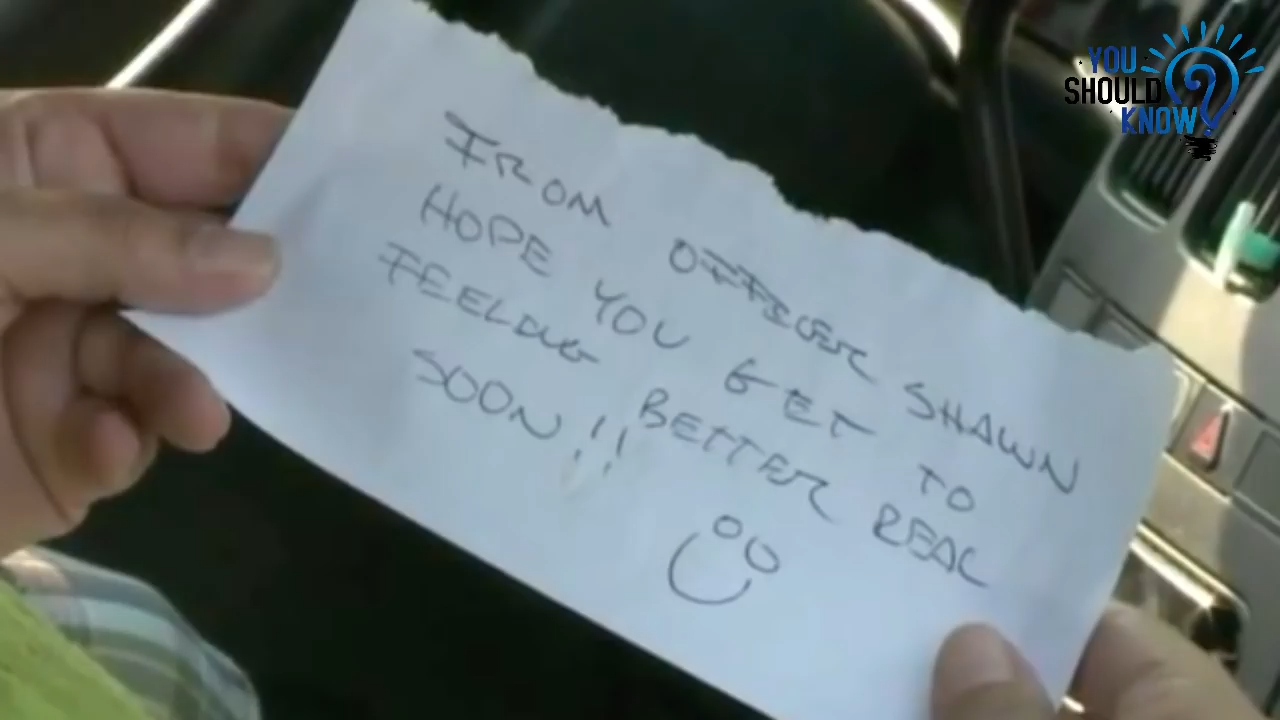 FROM OFFICER SHAWN
HOPE YOU GET TO
FEELING BETTER REAL
SOON!!
YOU
SHOULD
KNOW